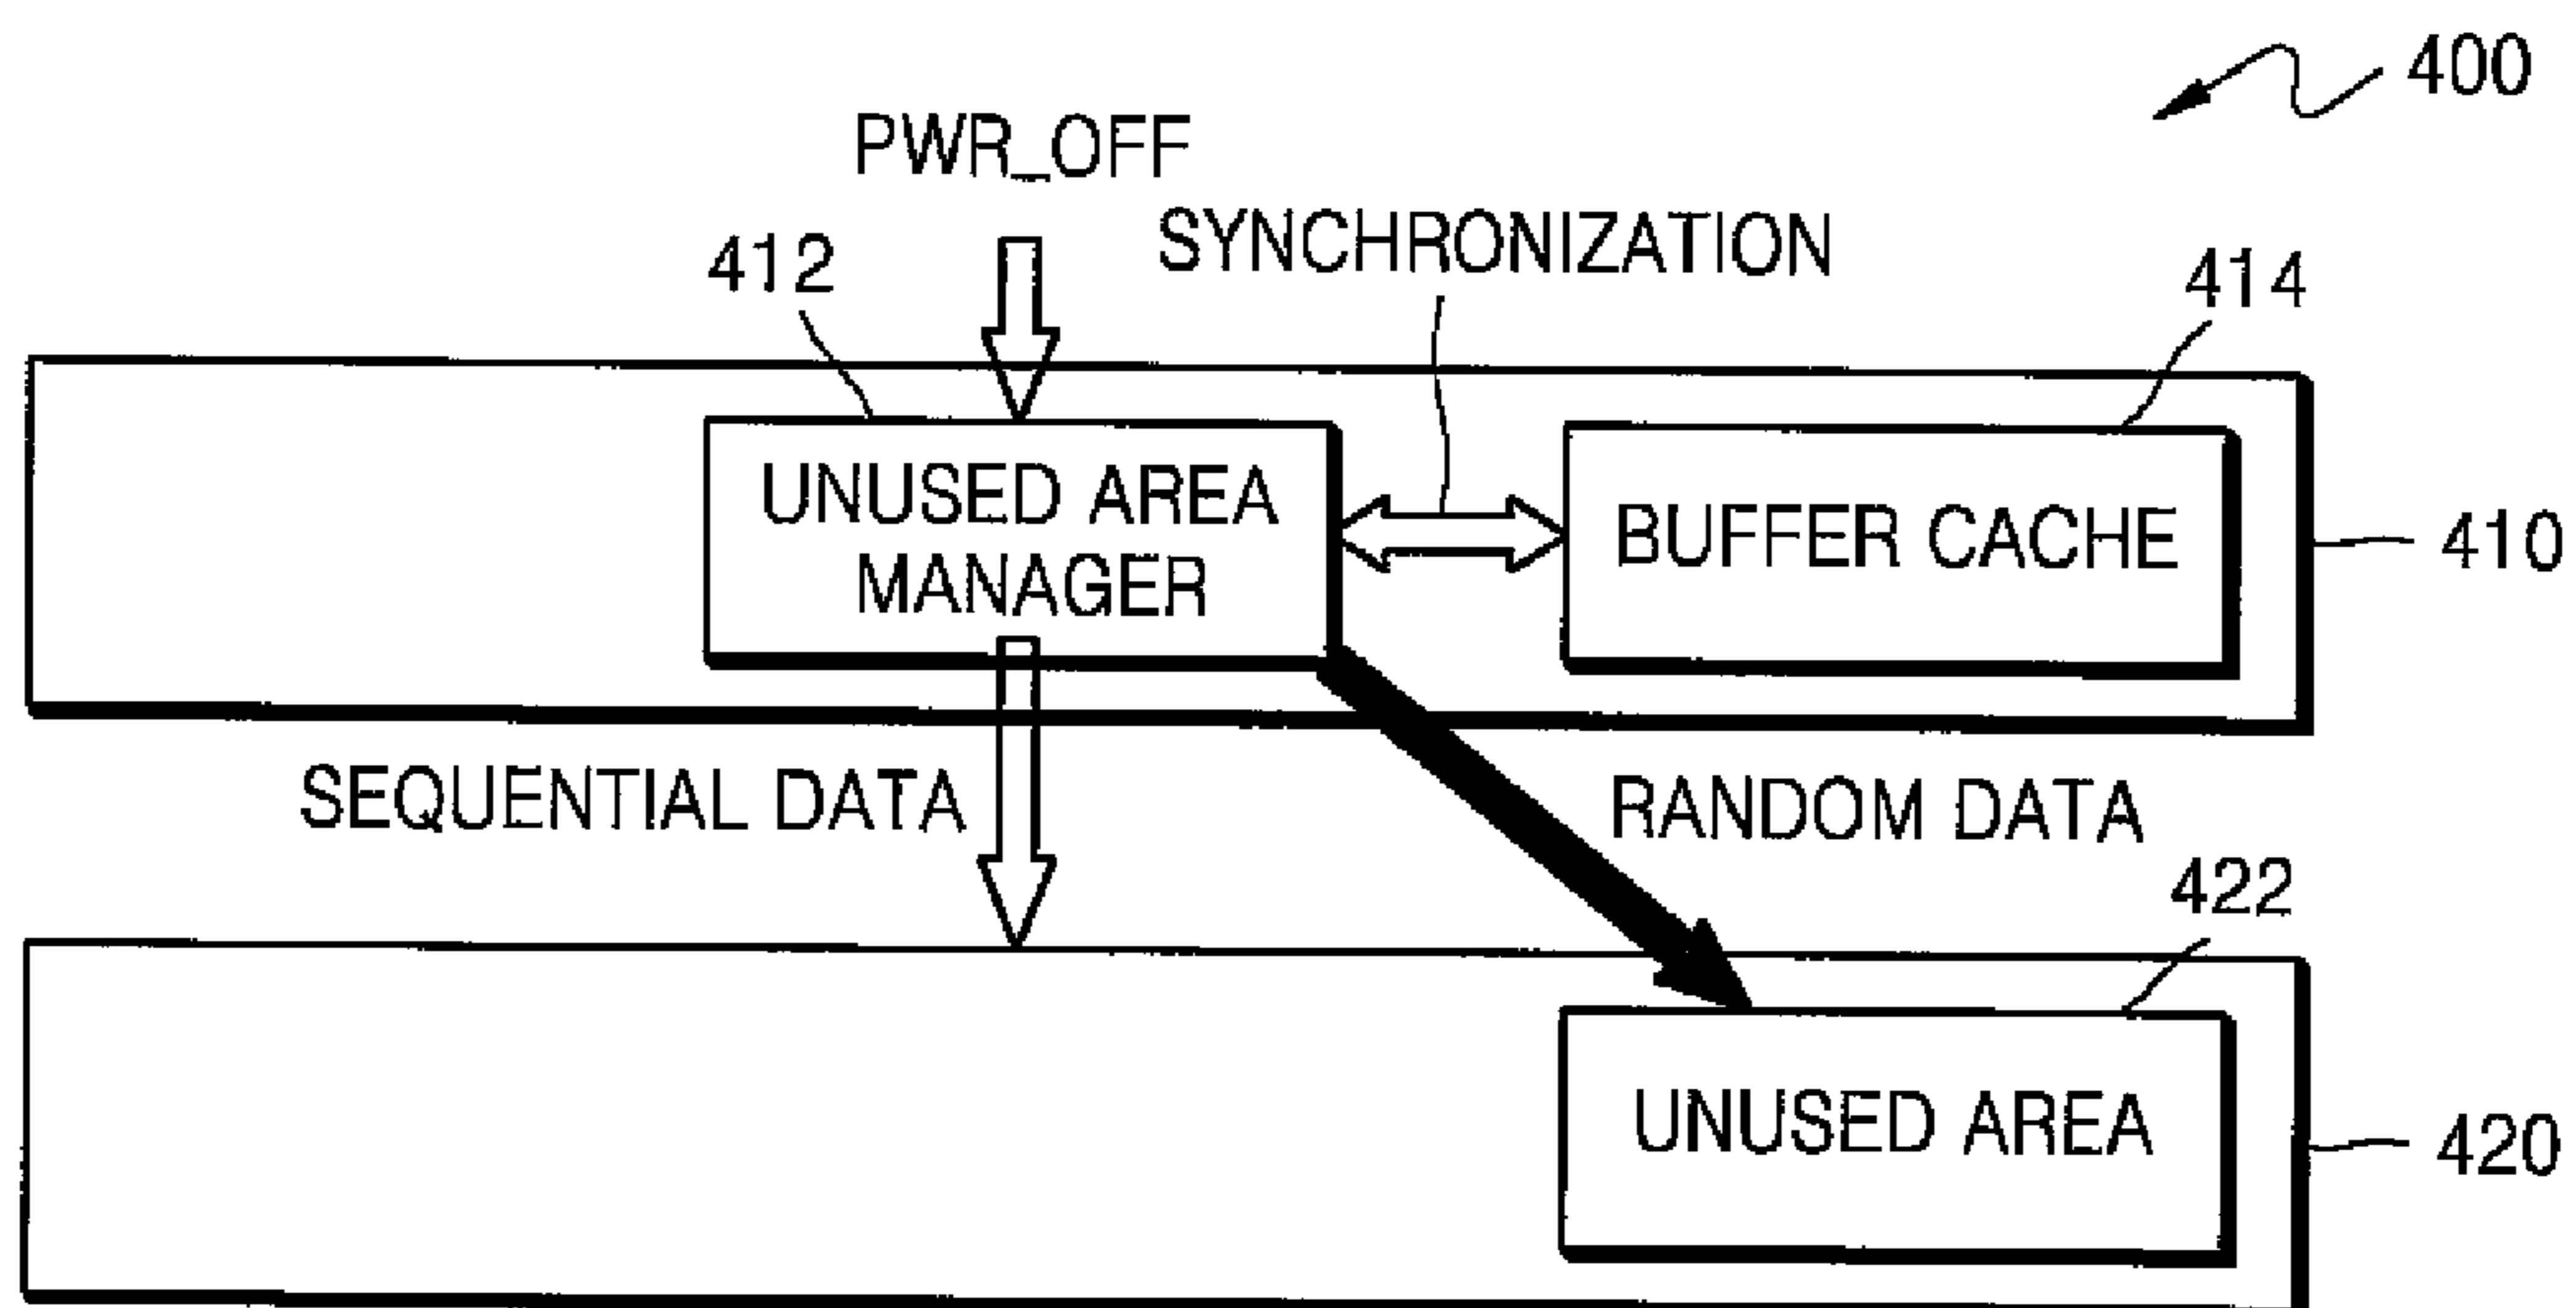 400
PWR_OFF
SYNCHRONIZATION
412
414
UNUSED AREA
MANAGER
BUFFER CACHE
410
SEQUENTIAL DATA
RANDOM DATA
422
UNUSED AREA
420